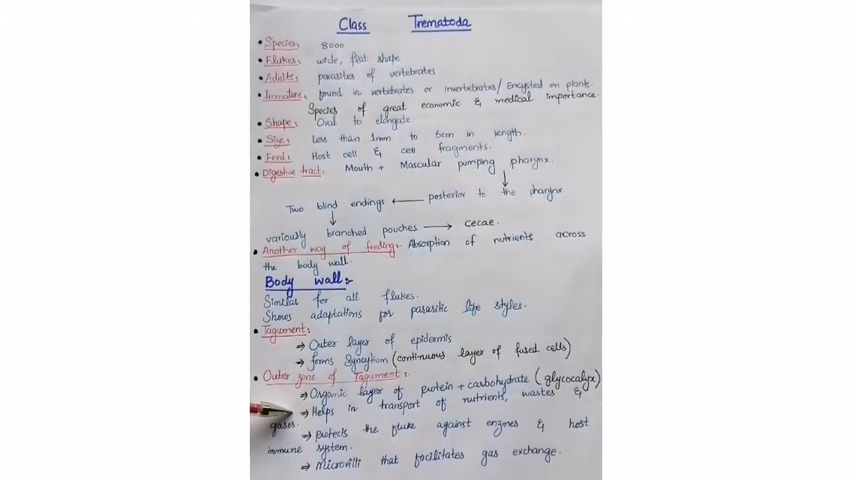 Class Trematoda
• Species: 8000
• Flukes: wide, flat shape
• Adults: parasites of vertebrates
• Immature: found in vertebrates or invertebrates / Encysted on plants.
Species of great economic & medical importance.
• Shape: Oval to elongate
• Size: Less than 1mm to 6cm in length.
• Feed: Host cell & cell fragments.
• Digestive tract: Mouth + Mascular pumping pharynx.
↓
Two blind endings ← posterior to the pharynx
↓
variously branched pouches → cecae.
• Another way of feeding:- Absorption of nutrients across
the body wall.
Body wall:-
Similar for all flukes.
Shows adaptations for parasitic life styles.
• Tagument:
⇒ Outer layer of epidermis
⇒ forms Syncytium (continuous layer of fused cells)
• Outer zone of Tagument:
⇒ Organic layer of protein + carbohydrate (glycocalyx)
⇒ Helps in transport of nutrients, wastes &
gases.
⇒ protects the fluke against enzmes & host
immune system.
⇒ Microvilli that facilitates gas exchange.